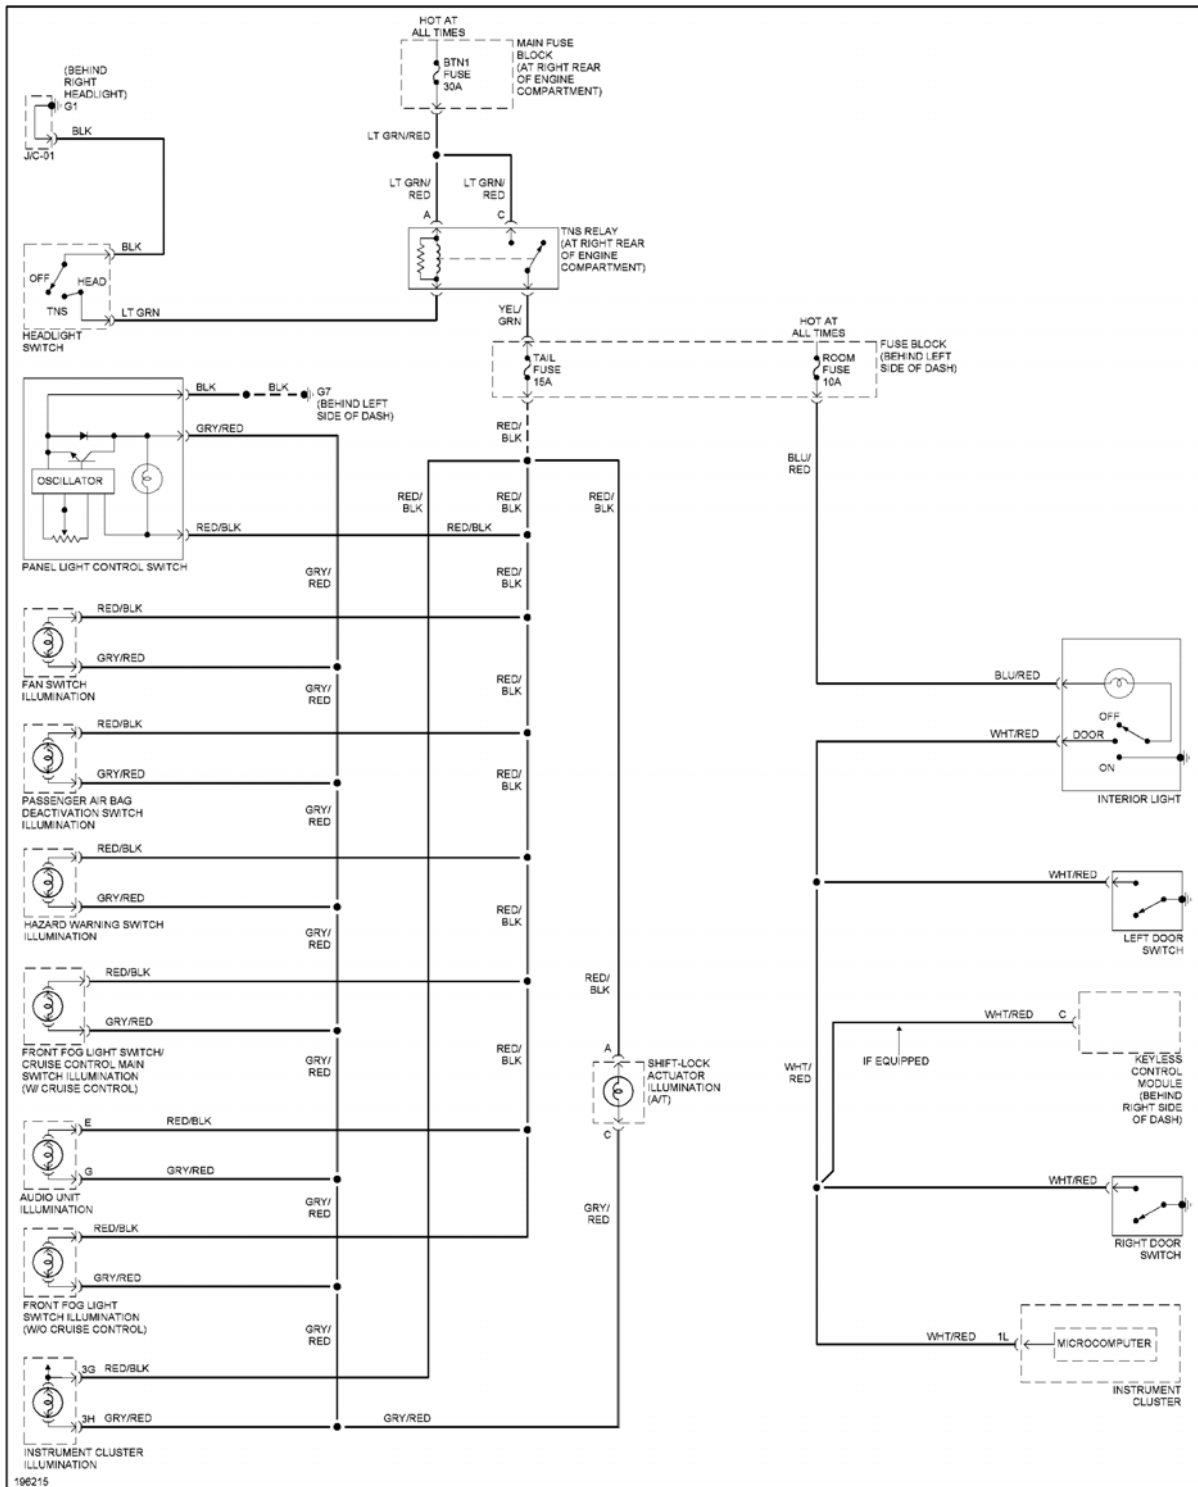 HOT AT
ALL TIMES
MAIN FUSE
BLOCK
(AT RIGHT REAR
OF ENGINE
COMPARTMENT)
BTN1
FUSE
30A
(BEHIND
RIGHT
HEADLIGHT)
G1
BLK
J/C-01
LT GRN/RED
LT GRN/
RED
LT GRN/
RED
A
C
TNS RELAY
(AT RIGHT REAR
OF ENGINE
COMPARTMENT)
BLK
OFF
HEAD
TNS
LT GRN
HEADLIGHT
SWITCH
YEL/
GRN
HOT AT
ALL TIMES
TAIL
FUSE
15A
ROOM
FUSE
10A
FUSE BLOCK
(BEHIND LEFT
SIDE OF DASH)
BLK
BLK
G7
(BEHIND LEFT
SIDE OF DASH)
GRY/RED
RED/
BLK
BLU/
RED
OSCILLATOR
RED/
BLK
RED/
BLK
RED/
BLK
RED/BLK
RED/BLK
PANEL LIGHT CONTROL SWITCH
GRY/
RED
RED/
BLK
RED/BLK
GRY/RED
FAN SWITCH
ILLUMINATION
GRY/
RED
RED/
BLK
BLU/RED
OFF
WHT/RED
DOOR
ON
INTERIOR LIGHT
RED/BLK
GRY/RED
PASSENGER AIR BAG
DEACTIVATION SWITCH
ILLUMINATION
RED/
BLK
GRY/
RED
RED/BLK
GRY/RED
HAZARD WARNING SWITCH
ILLUMINATION
RED/
BLK
GRY/
RED
WHT/RED
LEFT DOOR
SWITCH
RED/BLK
GRY/RED
FRONT FOG LIGHT SWITCH/
CRUISE CONTROL MAIN
SWITCH ILLUMINATION
(W/ CRUISE CONTROL)
RED/
BLK
RED/
BLK
GRY/
RED
A
SHIFT-LOCK
ACTUATOR
ILLUMINATION
(A/T)
C
WHT/RED
C
IF EQUIPPED
WHT/
RED
KEYLESS
CONTROL
MODULE
(BEHIND
RIGHT SIDE
OF DASH)
E
RED/BLK
G
GRY/RED
AUDIO UNIT
ILLUMINATION
GRY/
RED
GRY/
RED
WHT/RED
RIGHT DOOR
SWITCH
RED/BLK
GRY/RED
FRONT FOG LIGHT
SWITCH ILLUMINATION
(W/O CRUISE CONTROL)
GRY/
RED
WHT/RED
1L
MICROCOMPUTER
INSTRUMENT
CLUSTER
3G
RED/BLK
3H
GRY/RED
GRY/RED
INSTRUMENT CLUSTER
ILLUMINATION
196215